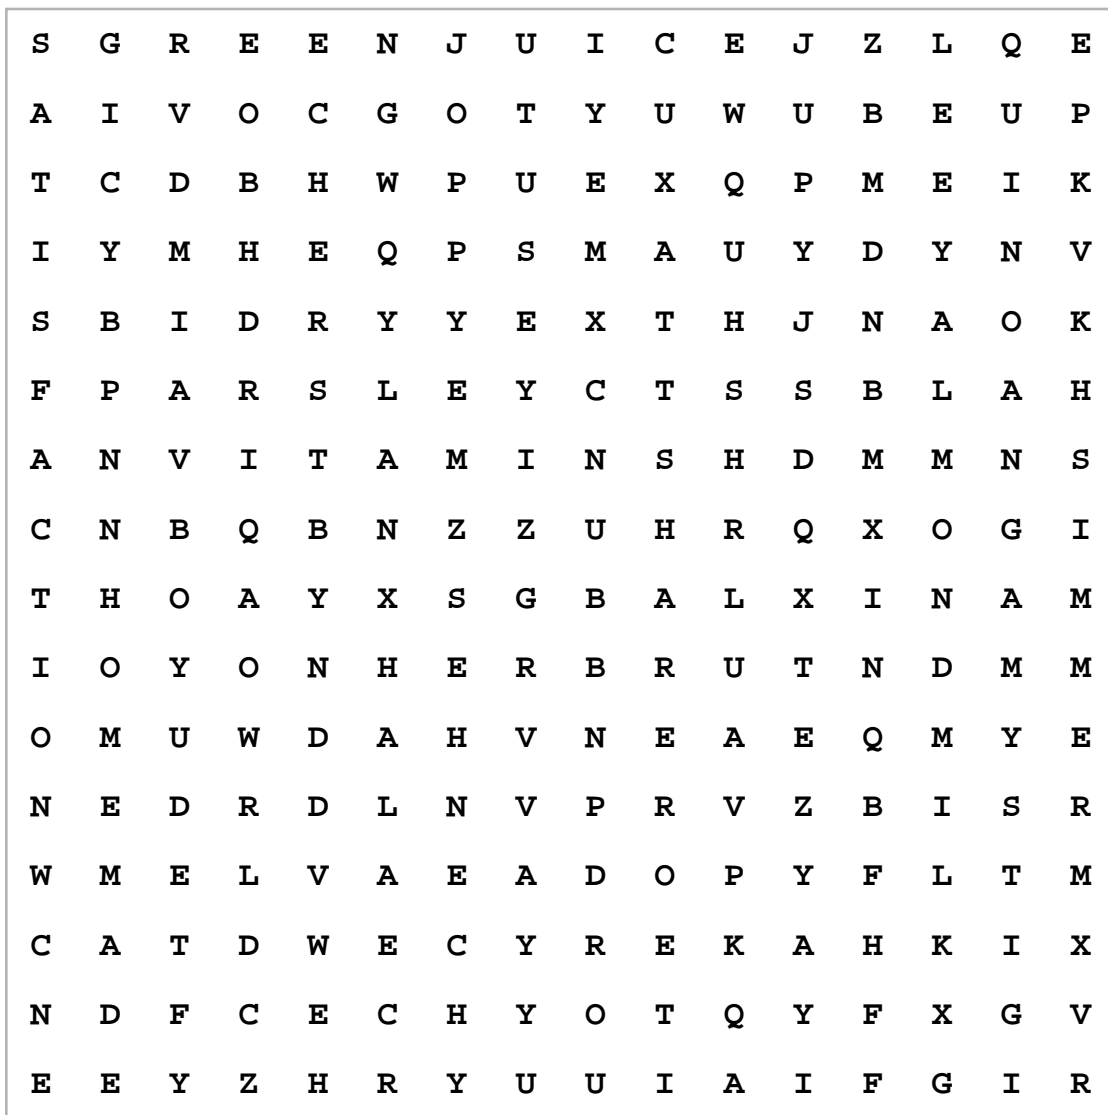 S G R E E N J U I C E J Z L Q E
A I V O C G O T Y U W U B E U P
T C D B H W P U E X Q P M E I K
I Y M H E Q P S M A U Y D Y N V
S B I D R Y Y E X T H J N A O K
F P A R S L E Y C T S S B L A H
A N V I T A M I N S H D M M N S
C N B Q B N Z Z U H R Q X O G I
T H O A Y X S G B A L X I N A M
I O Y O N H E R B R U T N D M M
O M U W D A H V N E A E Q M Y E
N E D R D L N V P R V Z B I S R
W M E L V A E A D O P Y F L T M
C A T D W E C Y R E K A H K I X
N D F C E C H Y O T Q Y F X G V
E E Y Z H R Y U U I A I F G I R